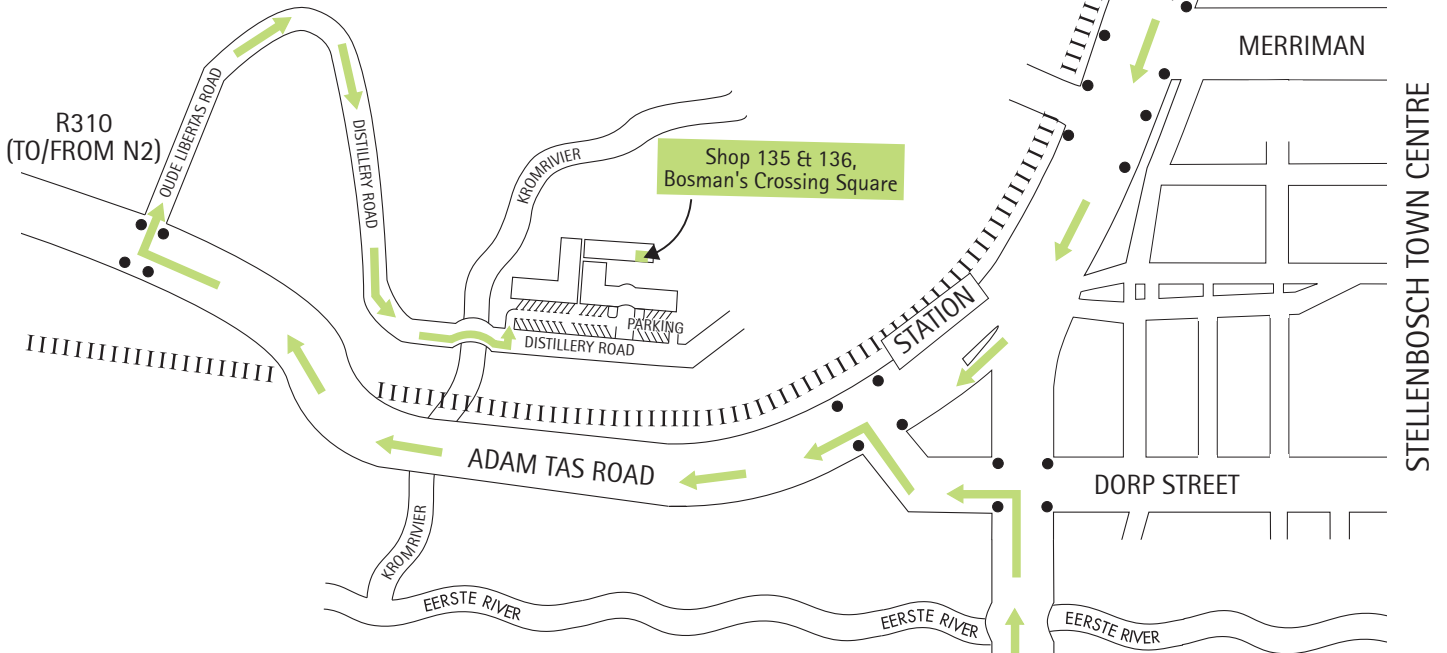 MERRIMAN
R310
(TO/FROM N2)
OUDE LIBERTAS ROAD
DISTILLERY ROAD
KROMRIVIER
Shop 135 & 136,
Bosman's Crossing Square
STELLENBOSCH TOWN CENTRE
STATION
PARKING
DISTILLERY ROAD
ADAM TAS ROAD
DORP STREET
KROMRIVIER
EERSTE RIVER
EERSTE RIVER
EERSTE RIVER